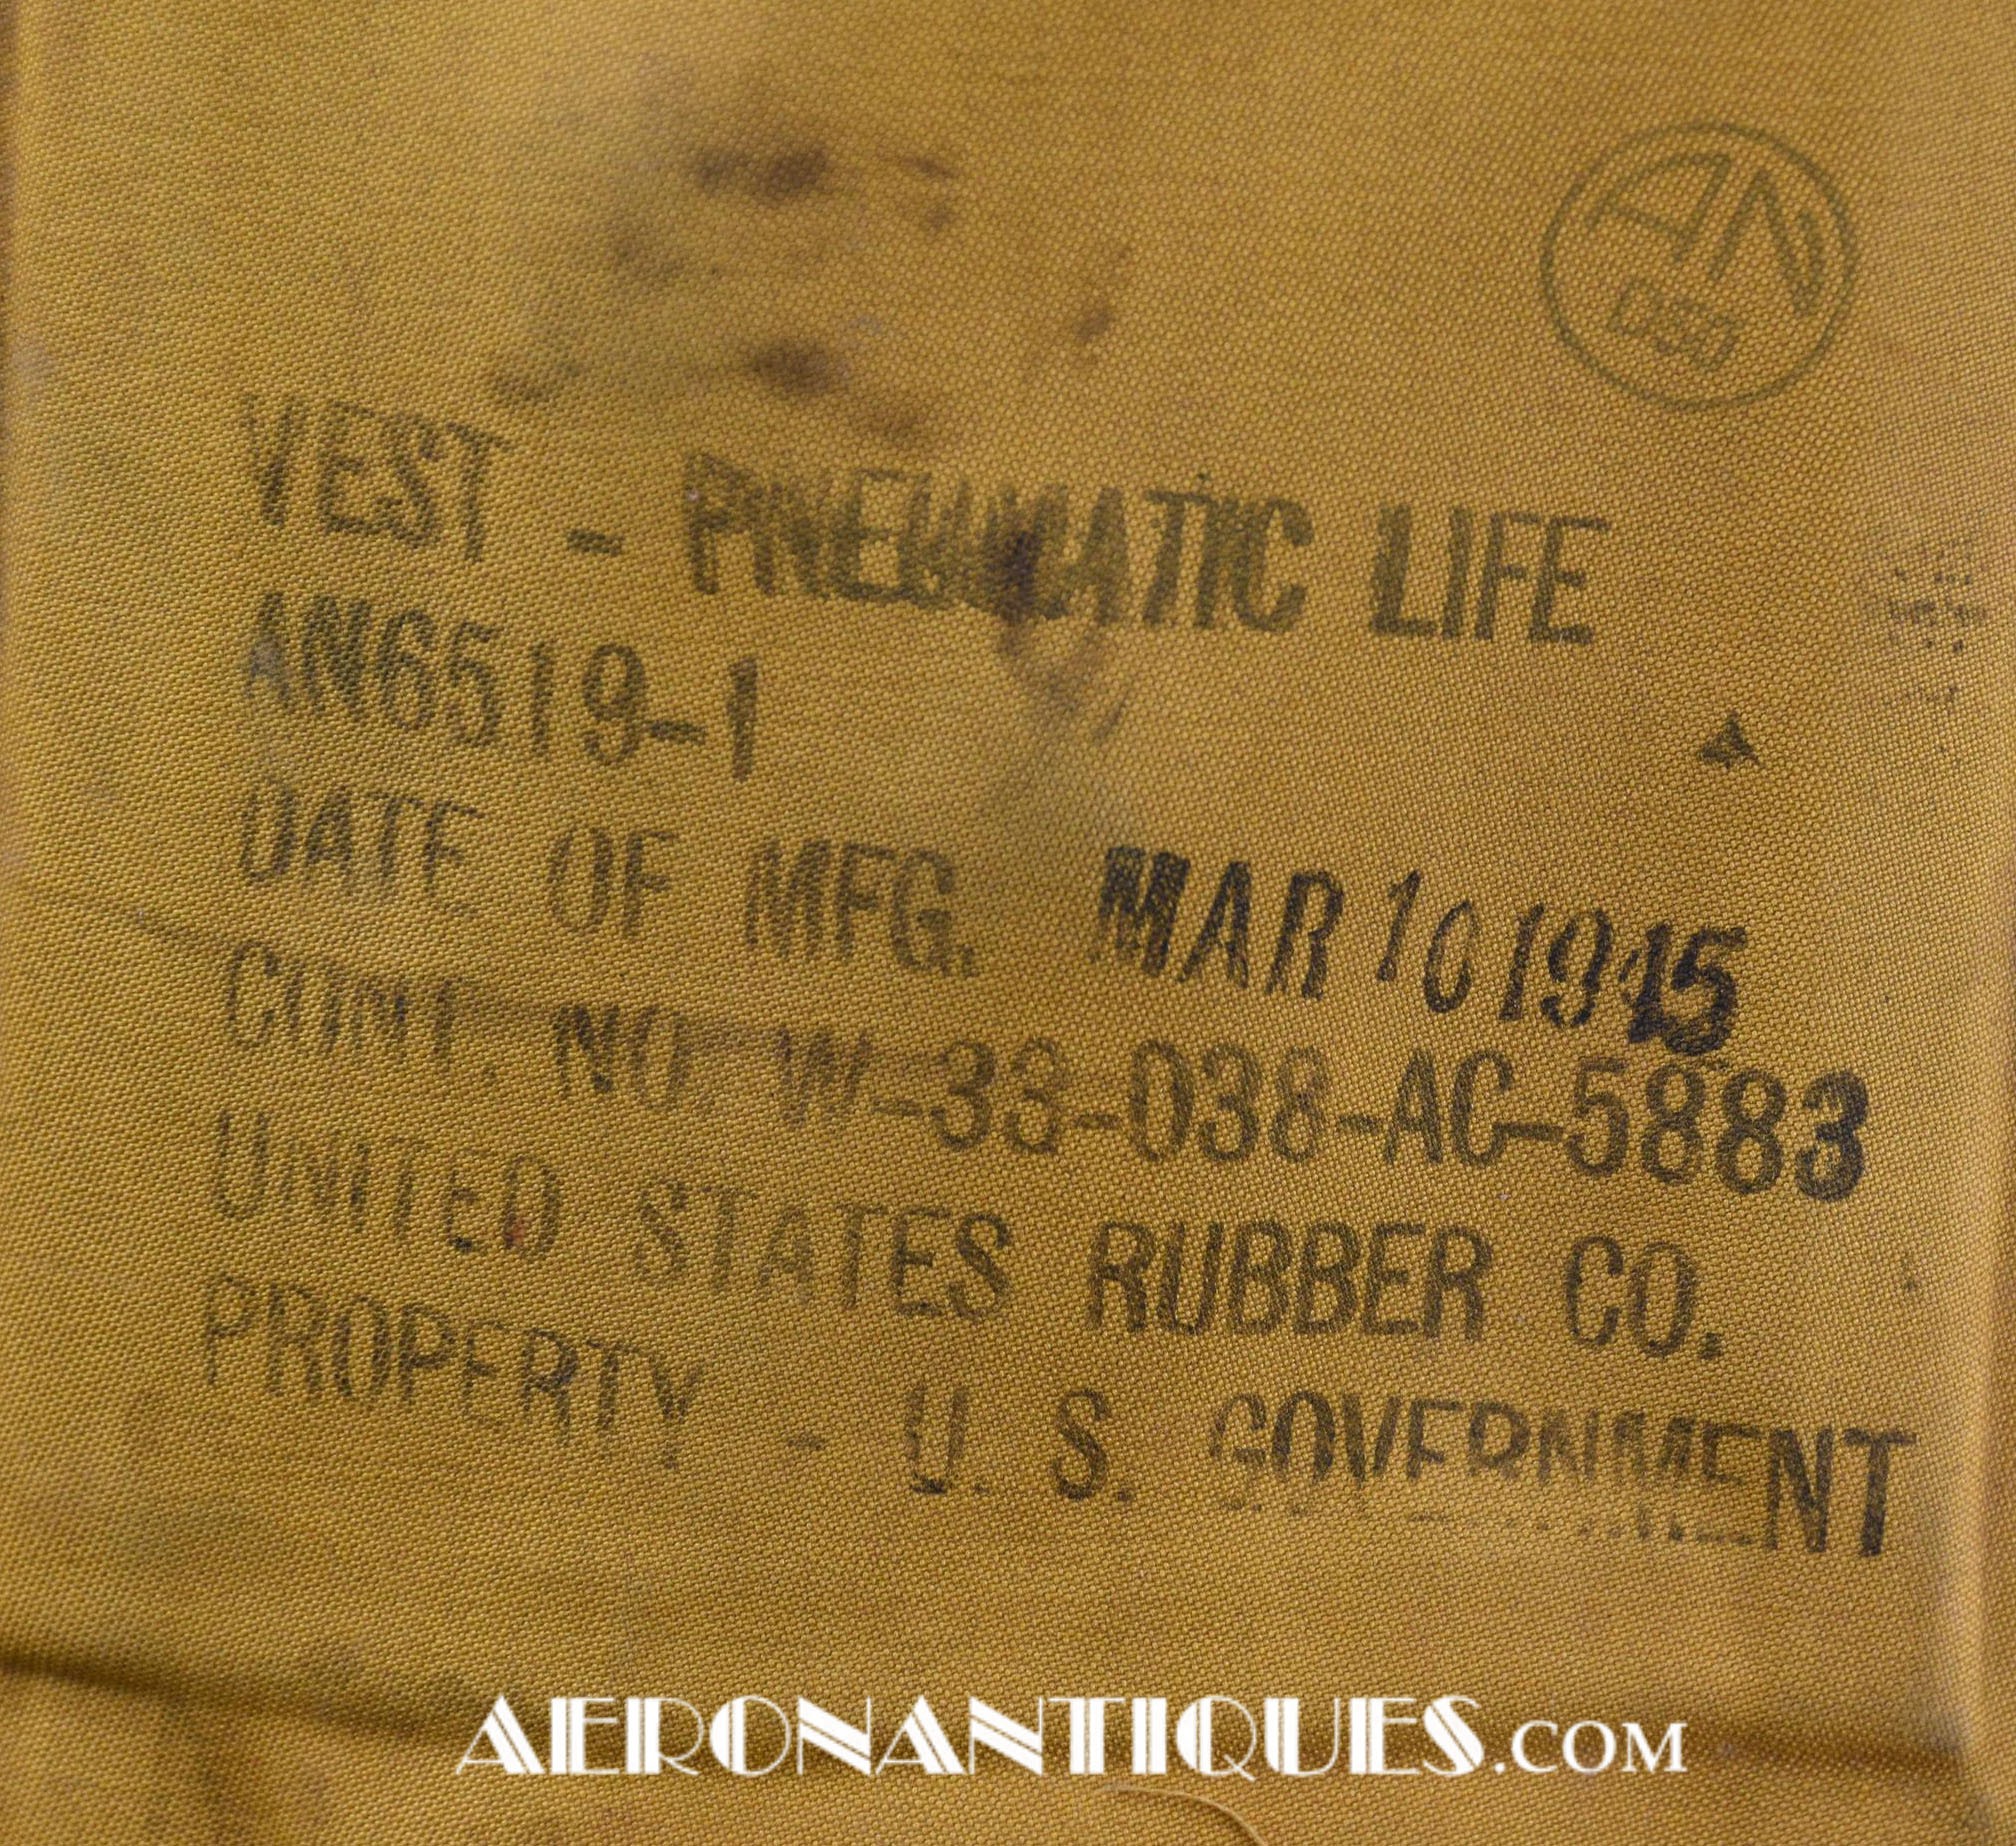 VEST - PNEUMATIC LIFE
AN6519-1
DATE OF MFG. MAR 10 1945
CONT. NO. W-33-038-AC-5883
UNITED STATES RUBBER CO.
PROPERTY - U. S. GOVERNMENT
AERONANTIQUES.COM